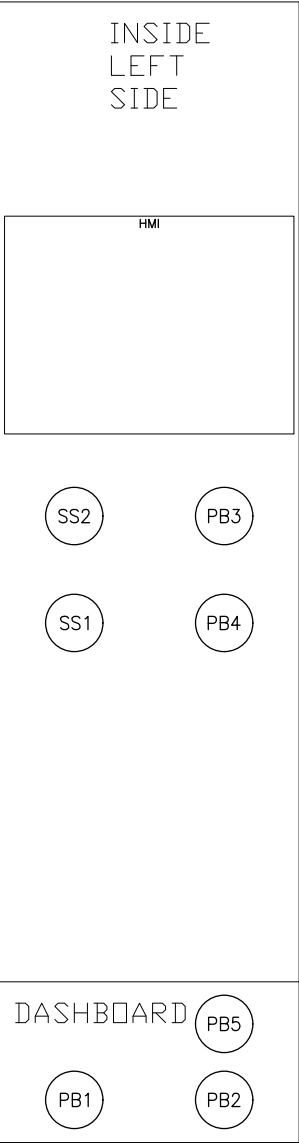 INSIDE
LEFT
SIDE
HMI
SS2 PB3
SS1 PB4
DASHBOARD PB5
PB1 PB2